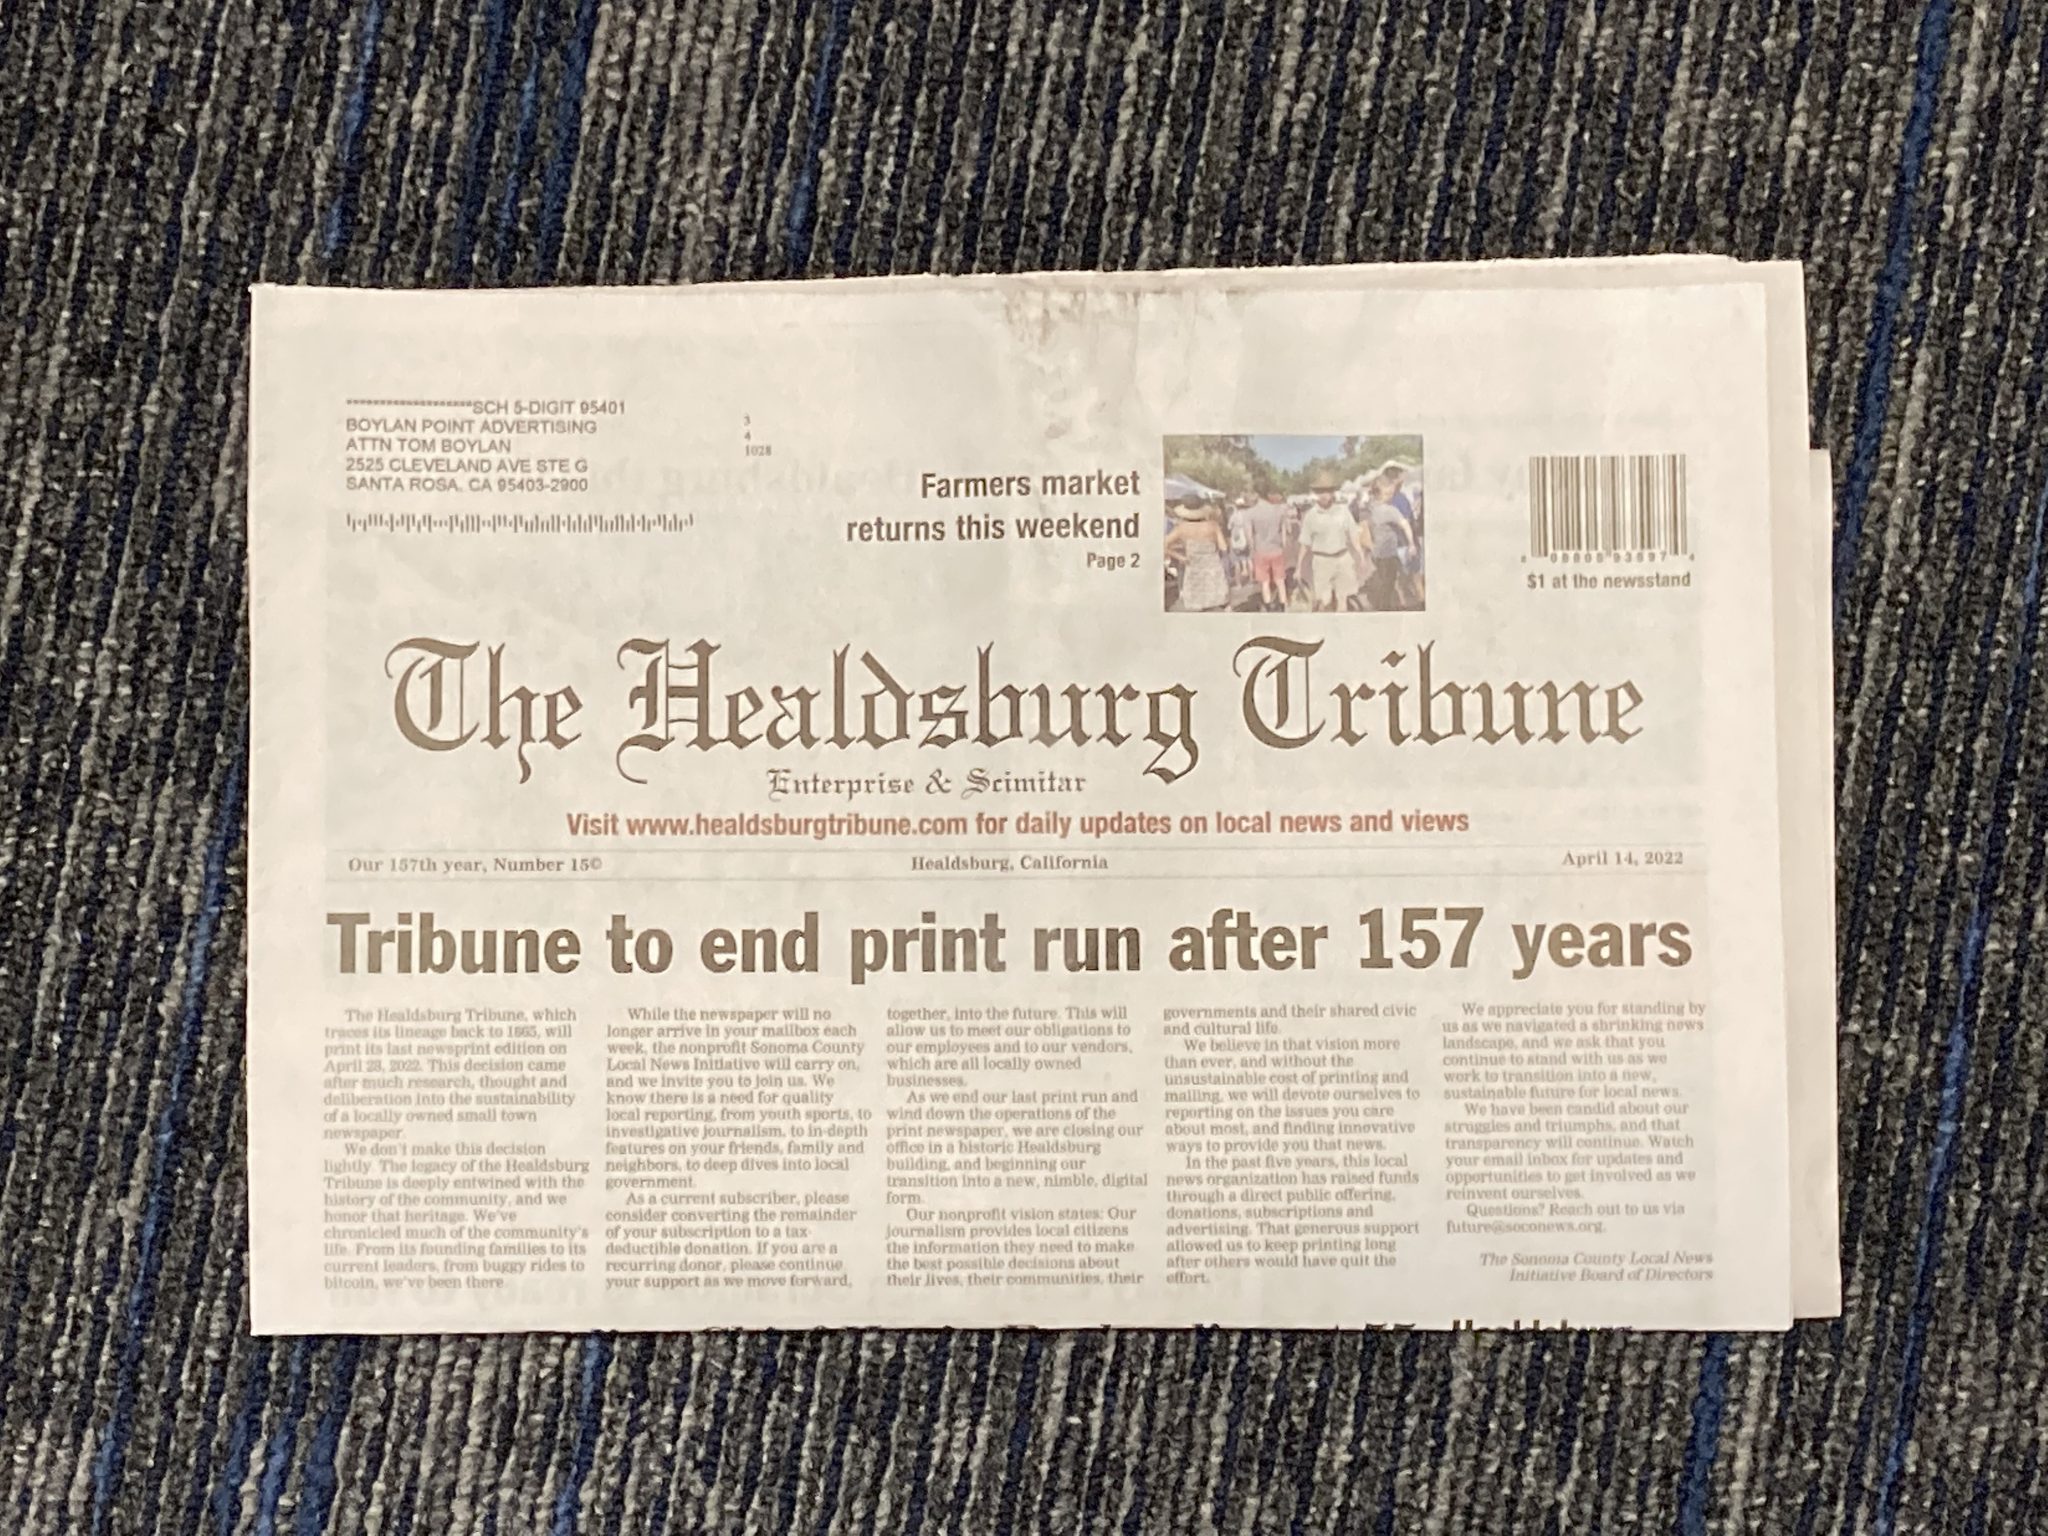 ********************SCH 5-DIGIT 95401
BOYLAN POINT ADVERTISING
ATTN TOM BOYLAN
2525 CLEVELAND AVE STE G
SANTA ROSA, CA 95403-2900
3
4
1028
Farmers market
returns this weekend
Page 2
$1 at the newsstand
The Healdsburg Tribune
Enterprise & Scimitar
Visit www.healdsburgtribune.com for daily updates on local news and views
Our 157th year, Number 15©
Healdsburg, California
April 14, 2022
Tribune to end print run after 157 years
The Healdsburg Tribune, which
traces its lineage back to 1865, will
print its last newsprint edition on
April 28, 2022. This decision came
after much research, thought and
deliberation into the sustainability
of a locally owned small town
newspaper.
We don't make this decision
lightly. The legacy of the Healdsburg
Tribune is deeply entwined with the
history of the community, and we
honor that heritage. We've
chronicled much of the community's
life. From its founding families to its
current leaders, from buggy rides to
bitcoin, we've been there.
While the newspaper will no
longer arrive in your mailbox each
week, the nonprofit Sonoma County
Local News Initiative will carry on,
and we invite you to join us. We
know there is a need for quality
local reporting, from youth sports, to
investigative journalism, to in-depth
features on your friends, family and
neighbors, to deep dives into local
government.
As a current subscriber, please
consider converting the remainder
of your subscription to a tax-
deductible donation. If you are a
recurring donor, please continue
your support as we move forward,
together, into the future. This will
allow us to meet our obligations to
our employees and to our vendors,
which are all locally owned
businesses.
As we end our last print run and
wind down the operations of the
print newspaper, we are closing our
office in a historic Healdsburg
building, and beginning our
transition into a new, nimble, digital
form.
Our nonprofit vision states: Our
journalism provides local citizens
the information they need to make
the best possible decisions about
their lives, their communities, their
governments and their shared civic
and cultural life.
We believe in that vision more
than ever, and without the
unsustainable cost of printing and
mailing, we will devote ourselves to
reporting on the issues you care
about most, and finding innovative
ways to provide you that news.
In the past five years, this local
news organization has raised funds
through a direct public offering,
donations, subscriptions and
advertising. That generous support
allowed us to keep printing long
after others would have quit the
effort.
We appreciate you for standing by
us as we navigated a shrinking news
landscape, and we ask that you
continue to stand with us as we
work to transition into a new,
sustainable future for local news.
We have been candid about our
struggles and triumphs, and that
transparency will continue. Watch
your email inbox for updates and
opportunities to get involved as we
reinvent ourselves.
Questions? Reach out to us via
future@soconews.org.
The Sonoma County Local News
Initiative Board of Directors